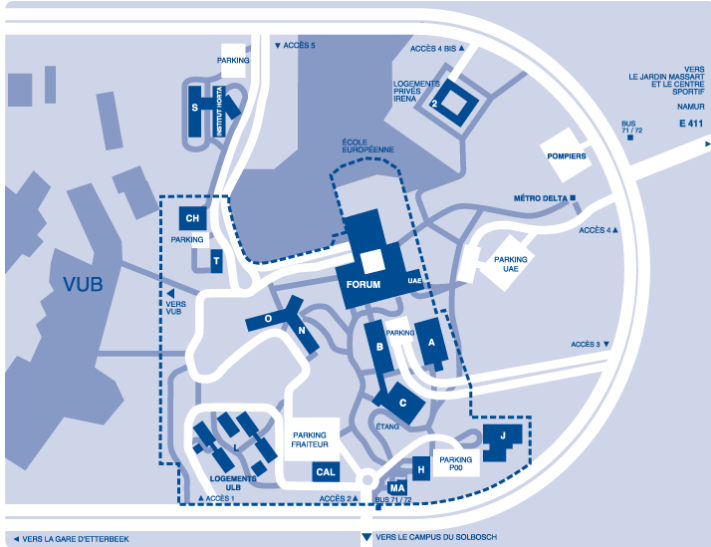 ▼ ACCÈS 5
ACCÈS 4 BIS ▲
PARKING
LOGEMENTS
PRIVÉS
IRENA
2
VERS
LE JARDIN MASSART
ET LE CENTRE
SPORTIF
NAMUR
E 411
BUS
71 / 72
S
INSTITUT HORTA
ÉCOLE
EUROPÉENNE
POMPIERS
MÉTRO DELTA
CH
PARKING
T
ACCÈS 4 ▲
PARKING
UAE
VUB
VERS
VUB
FORUM
UAE
O
N
B
PARKING
A
ACCÈS 3 ▼
C
ÉTANG
PARKING
FRAITEUR
J
L
LOGEMENTS
ULB
CAL
H
PARKING
P00
MA
▲ ACCÈS 1
ACCÈS 2 ▲
BUS 71 / 72
◄ VERS LA GARE D'ETTERBEEK
▼ VERS LE CAMPUS DU SOLBOSCH